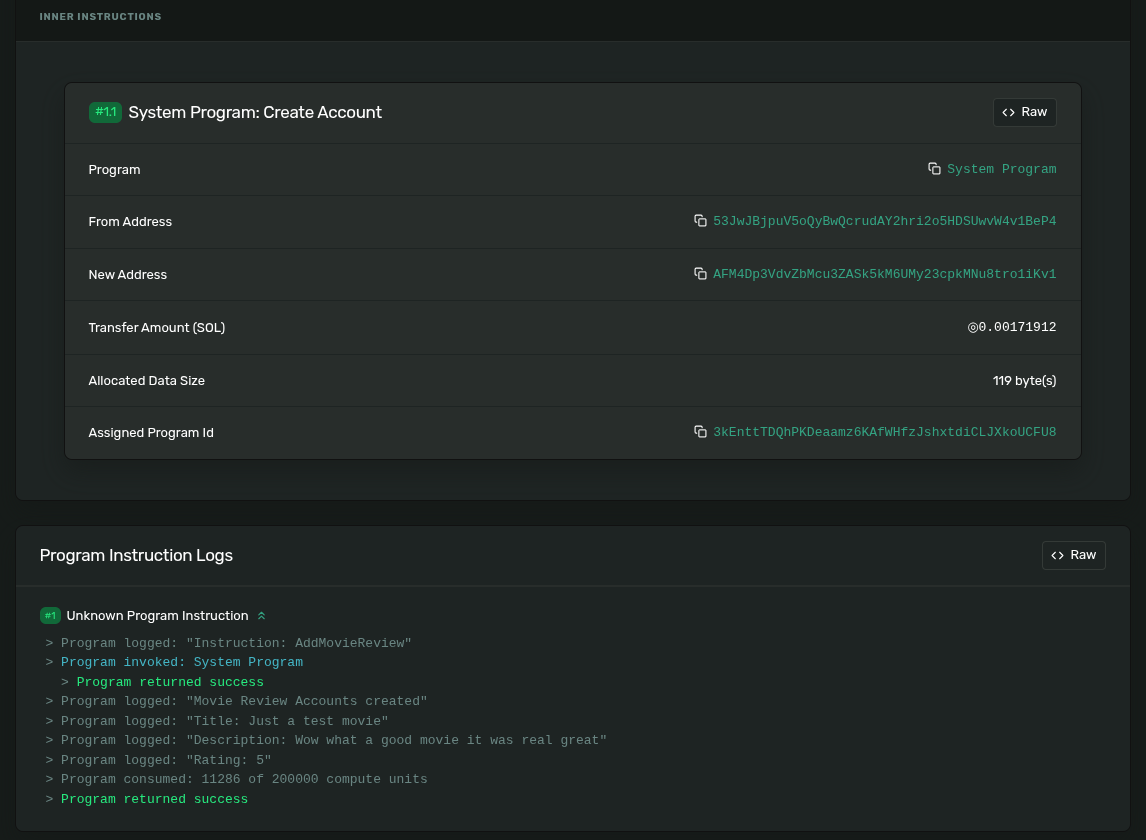 INNER INSTRUCTIONS
#1.1 System Program: Create Account Raw
Program System Program
From Address 53JwJBjpuV5oQyBwQcrudAY2hri2o5HDSUwvW4v1BeP4
New Address AFM4Dp3VdvZbMcu3ZASk5kM6UMy23cpkMNu8tro1iKv1
Transfer Amount (SOL) ◎0.00171912
Allocated Data Size 119 byte(s)
Assigned Program Id 3kEnttTDQhPKDeaamz6KAfWHfzJshxtdiCLJXkoUCFU8
Program Instruction Logs Raw
#1 Unknown Program Instruction
> Program logged: "Instruction: AddMovieReview"
> Program invoked: System Program
> Program returned success
> Program logged: "Movie Review Accounts created"
> Program logged: "Title: Just a test movie"
> Program logged: "Description: Wow what a good movie it was real great"
> Program logged: "Rating: 5"
> Program consumed: 11286 of 200000 compute units
> Program returned success